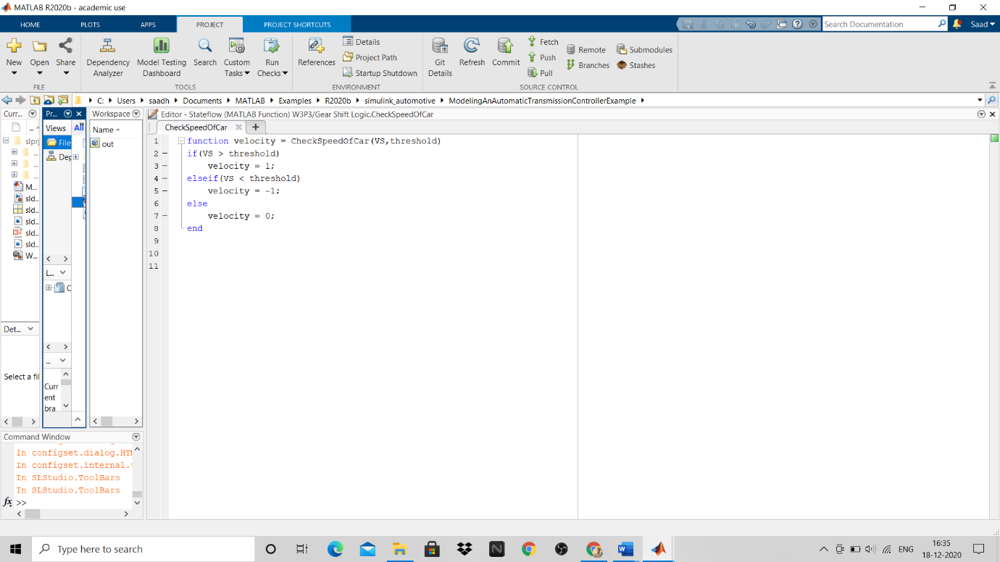 MATLAB R2020b - academic use
HOME PLOTS APPS PROJECT PROJECT SHORTCUTS
Search Documentation Saad
New Open Share Dependency Analyzer Model Testing Dashboard Search Custom Tasks Run Checks References Details Project Path Startup Shutdown Git Details Refresh Commit Fetch Push Pull Remote Branches Submodules Stashes
FILE TOOLS ENVIRONMENT SOURCE CONTROL
C: Users saadh Documents MATLAB Examples R2020b simulink_automotive ModelingAnAutomaticTransmissionControllerExample
Curr... Pr... Workspace Editor - Stateflow (MATLAB Function) W3P3/Gear Shift Logic.CheckSpeedOfCar
... Views All Name CheckSpeedOfCar +
slprj
File
Dep
...
...
...
M...
sld...
sld...
sld...
sld...
sld...
W...
L...
C
Det...
Select a fil
...
Curr
ent
bra
out
1 function velocity = CheckSpeedOfCar(VS,threshold)
2 if(VS > threshold)
3 velocity = 1;
4 elseif(VS < threshold)
5 velocity = -1;
6 else
7 velocity = 0;
8 end
9
10
11
Command Window
In configset.dialog.HT
In configset.internal.
In SLStudio.ToolBars
In SLStudio.ToolBars
fx >>
Type here to search
ENG
16:35
18-12-2020